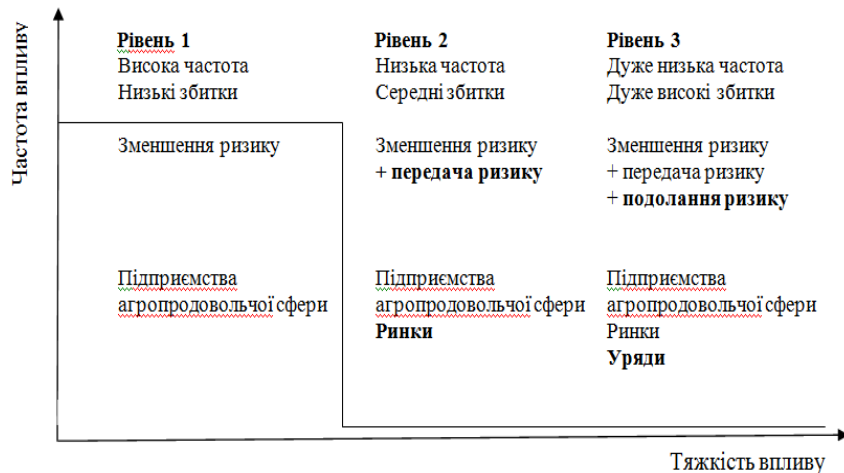 Частота впливу
Рівень 1
Висока частота
Низькі збитки
Зменшення ризику
Підприємства
агропродовольчої сфери
Рівень 2
Низька частота
Середні збитки
Зменшення ризику
+ передача ризику
Підприємства
агропродовольчої сфери
Ринки
Рівень 3
Дуже низька частота
Дуже високі збитки
Зменшення ризику
+ передача ризику
+ подолання ризику
Підприємства
агропродовольчої сфери
Ринки
Уряди
Тяжкість впливу